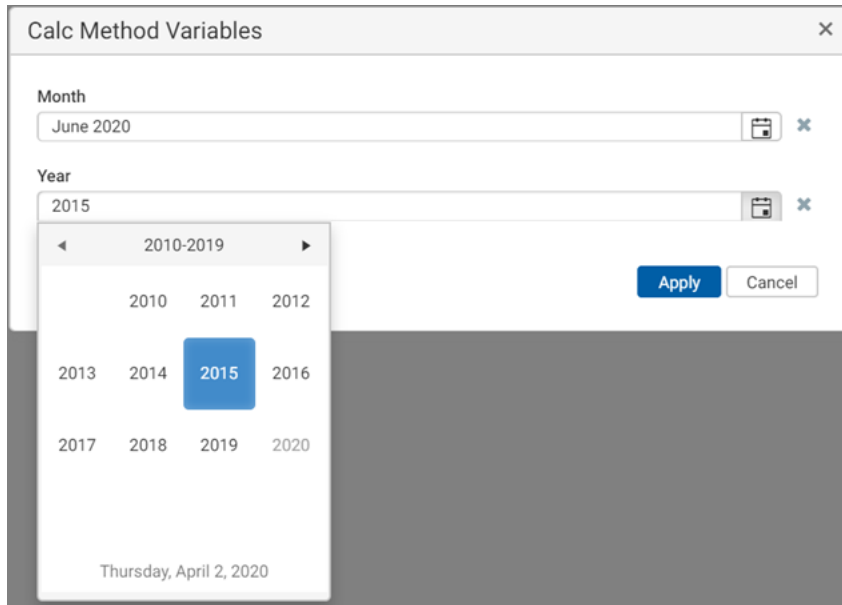 Calc Method Variables
Month
June 2020
Year
2015
2010-2019
2010 2011 2012
2013 2014 2015 2016
2017 2018 2019 2020
Apply Cancel
Thursday, April 2, 2020